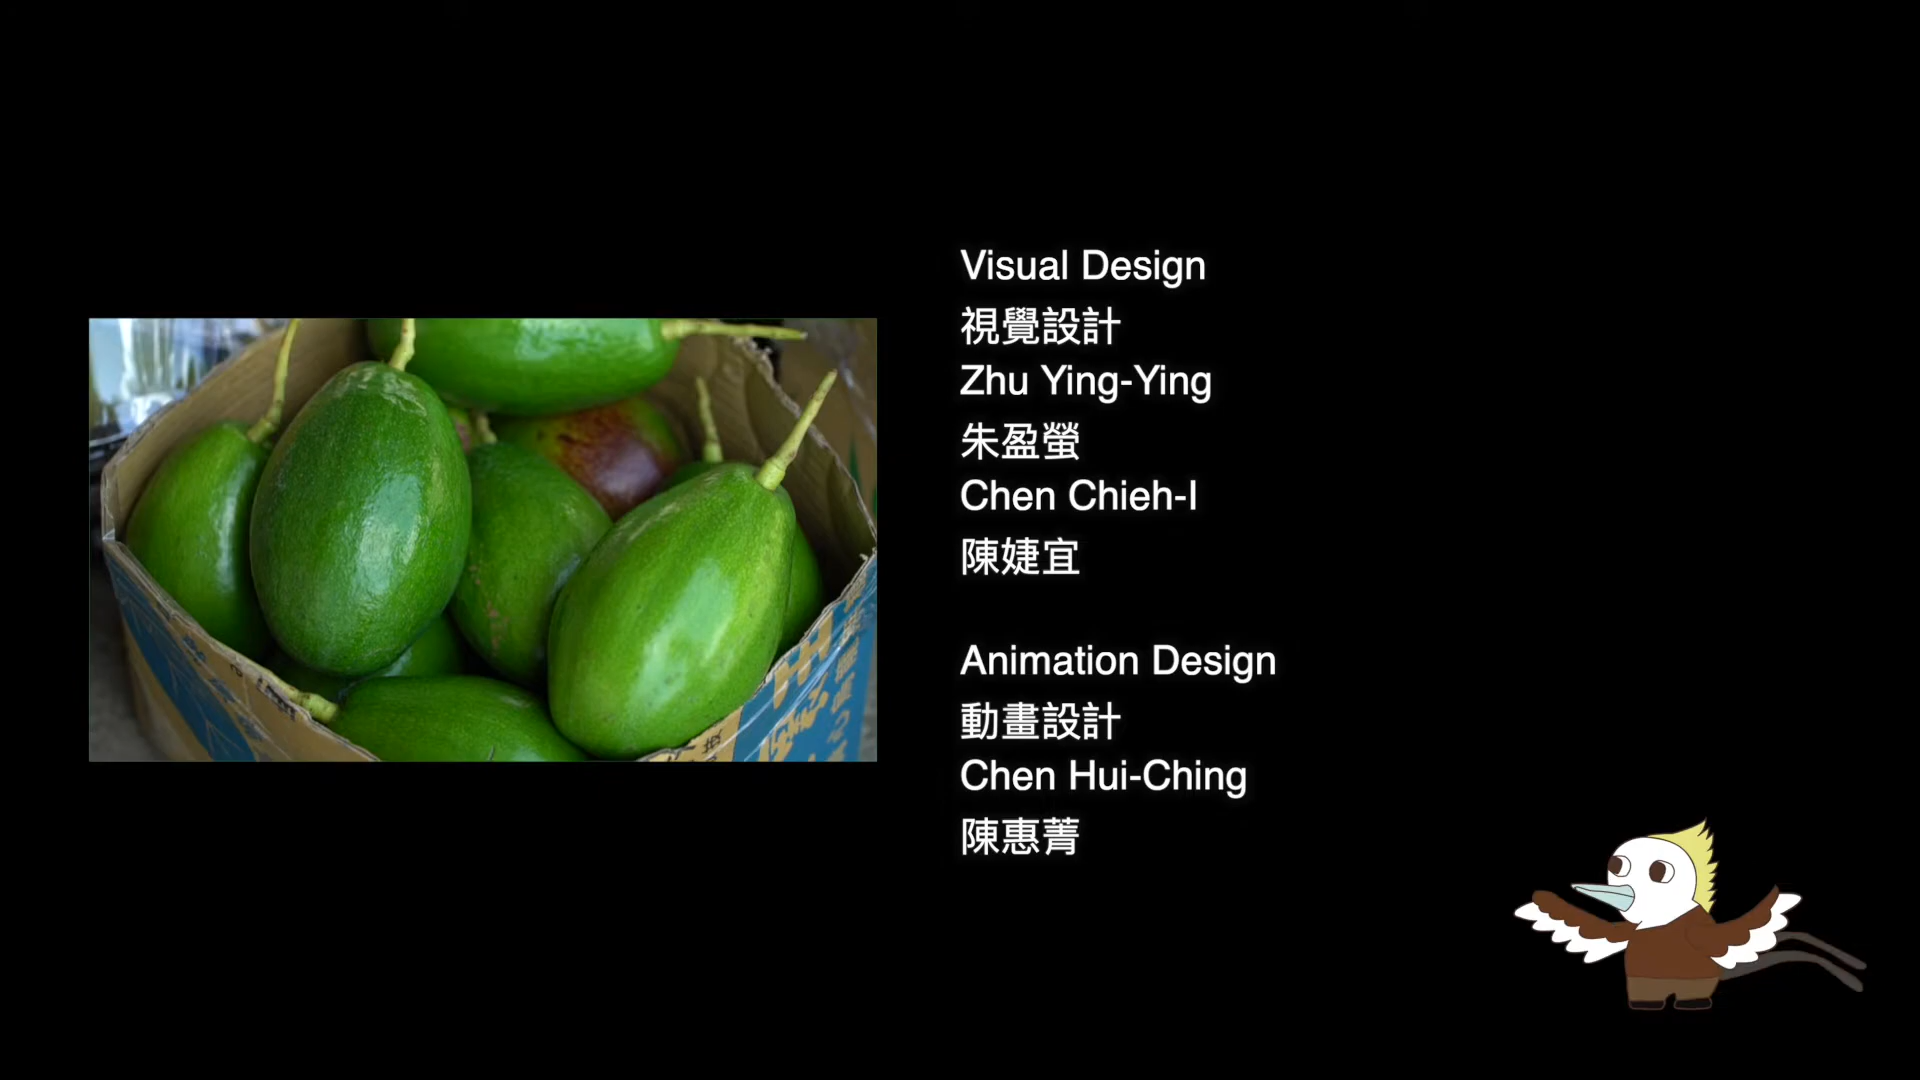 Visual Design
視覺設計
Zhu Ying-Ying
朱盈螢
Chen Chieh-I
陳婕宜
Animation Design
動畫設計
Chen Hui-Ching
陳惠菁